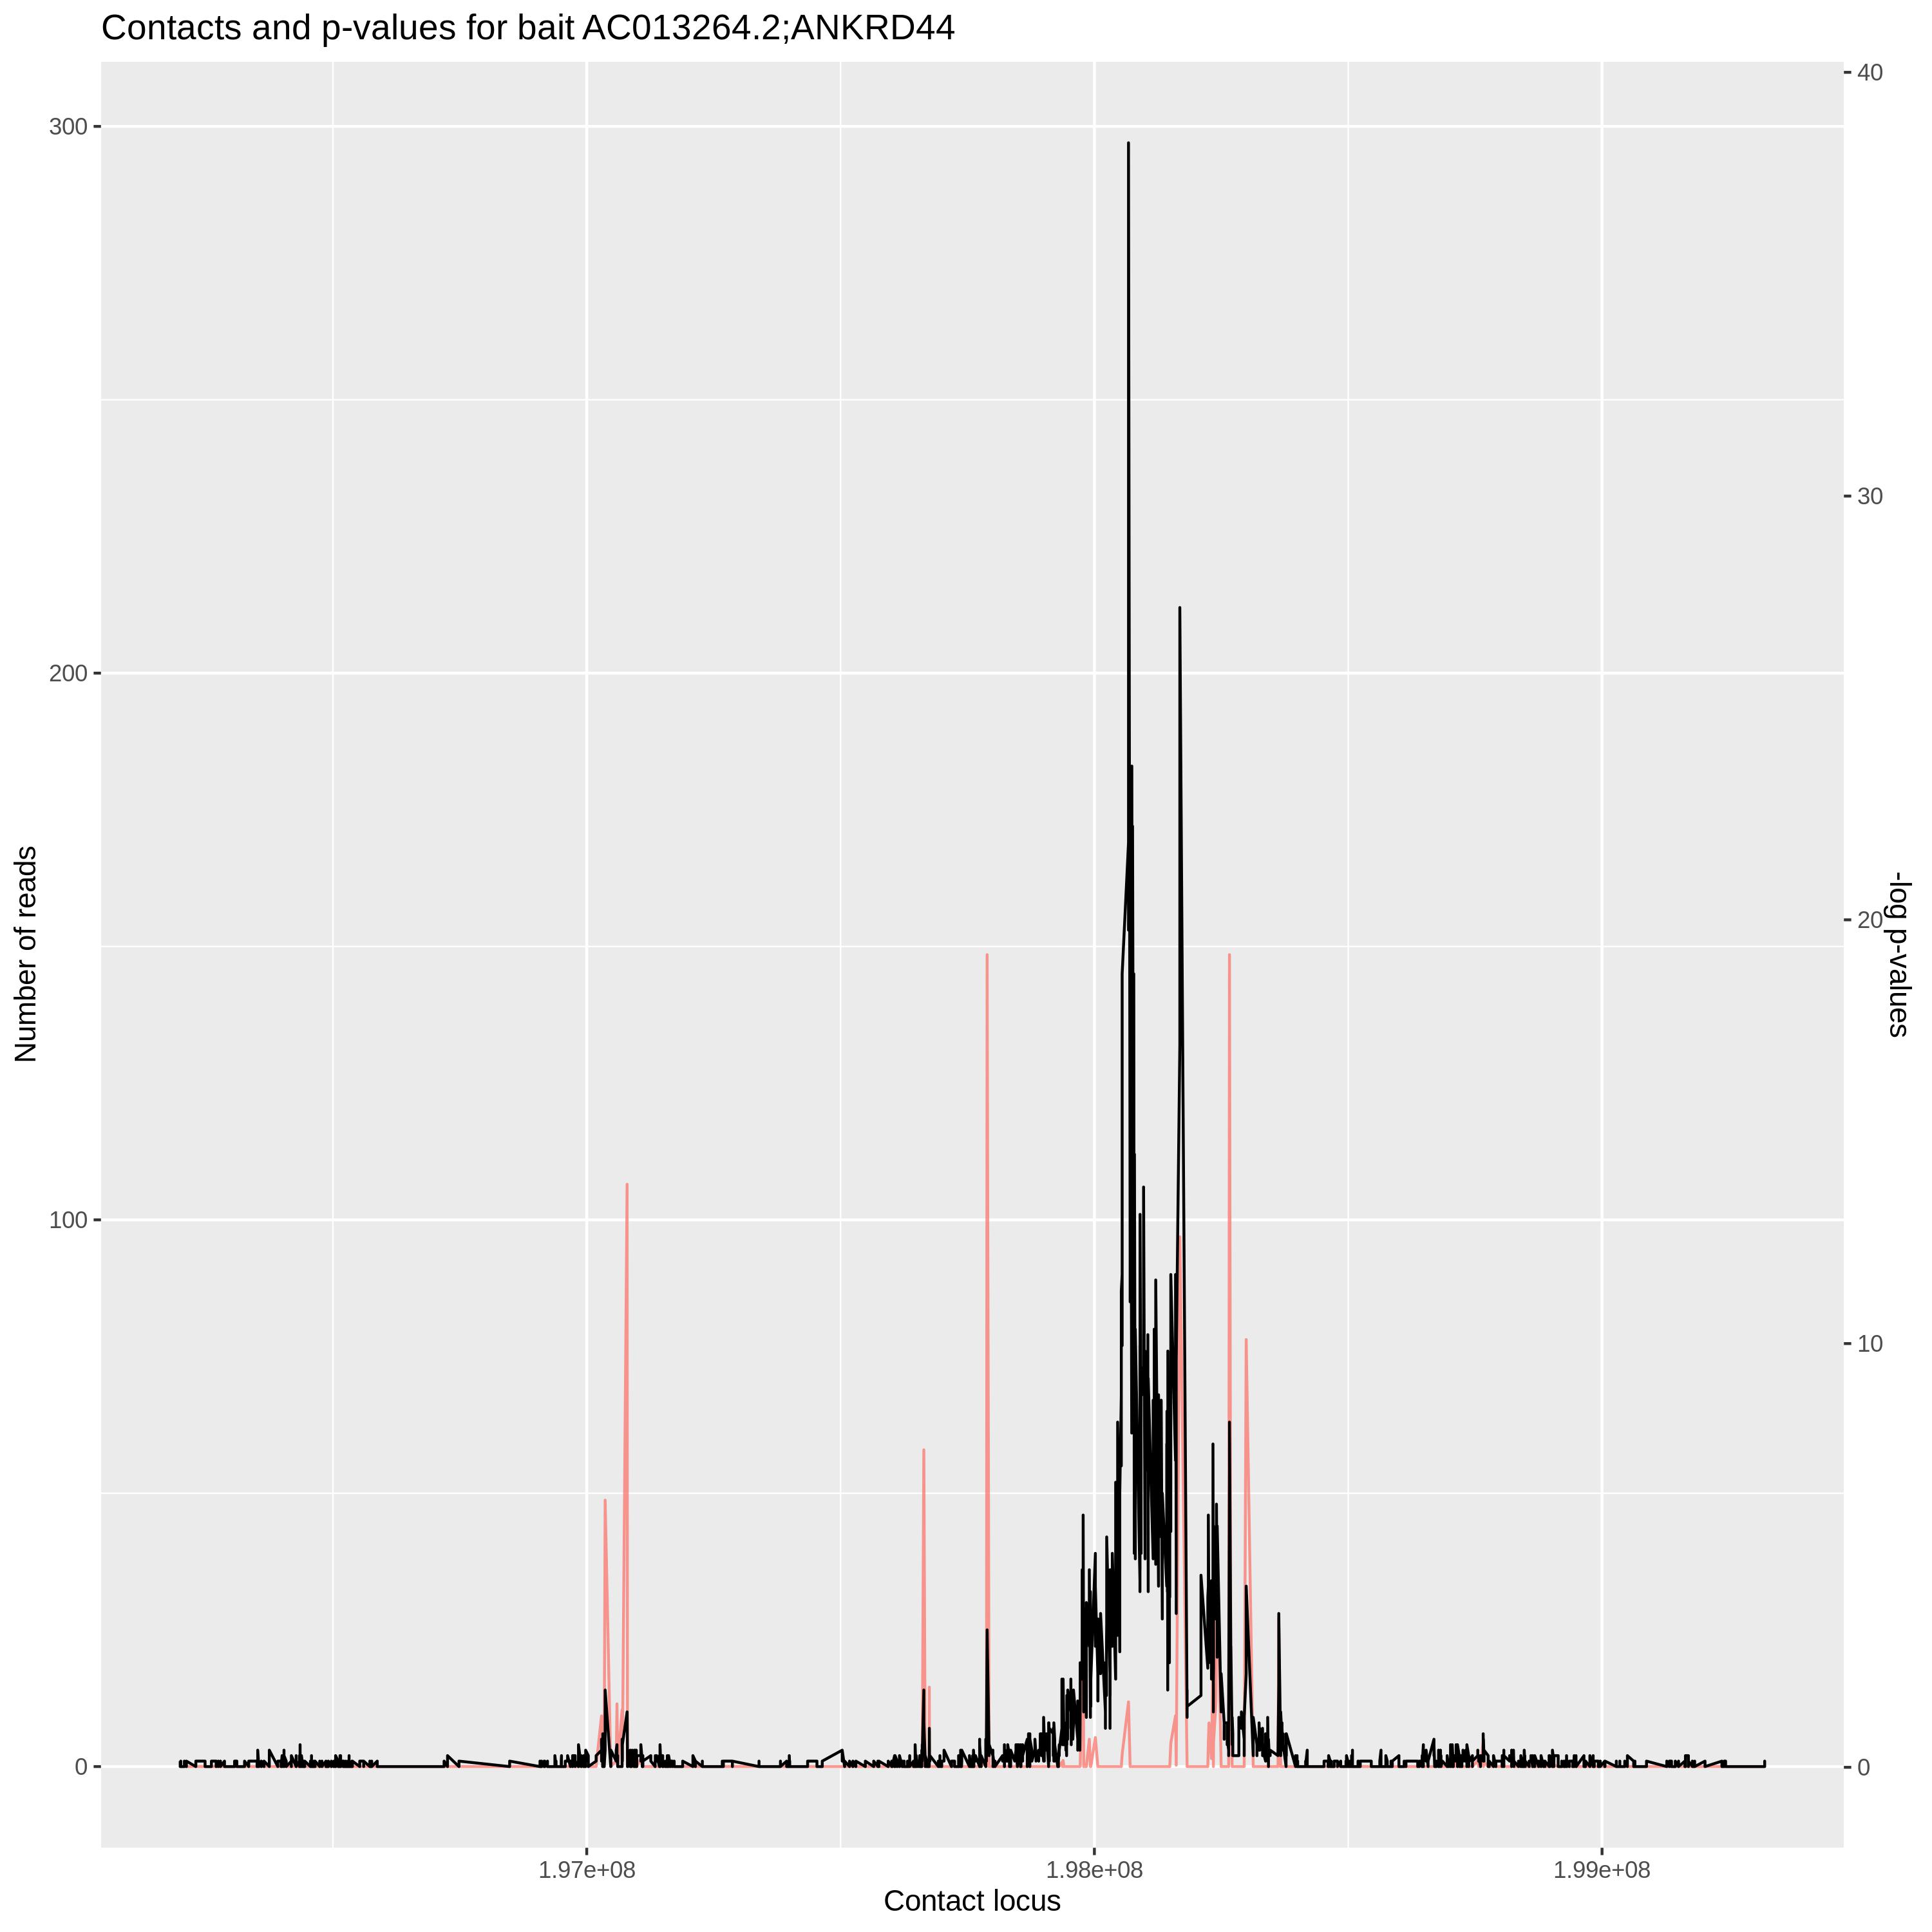 Contacts and p-values for bait AC013264.2;ANKRD44
Number of reads
300
200
100
0
40
30
20
10
0
-log p-values
1.97e+08
1.98e+08
1.99e+08
Contact locus